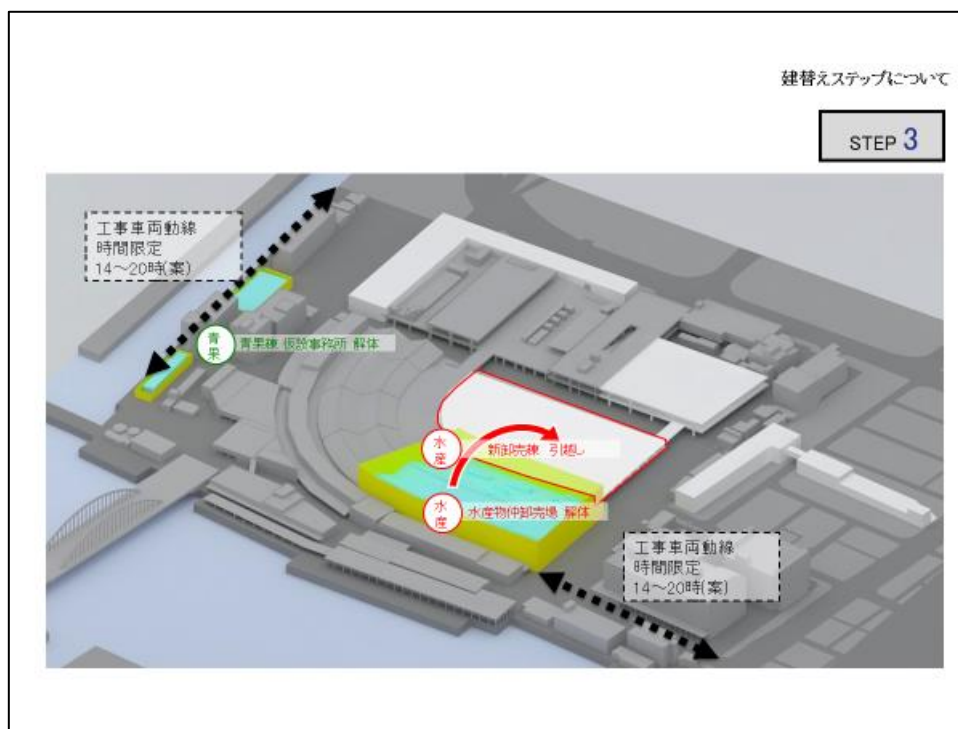 建替えステップについて
STEP 3
工事車両動線
時間限定
14～20時(案)
青果
青果棟 仮設事務所 解体
水産
新卸売棟 引越し
水産
水産物仲卸売場 解体
工事車両動線
時間限定
14～20時(案)